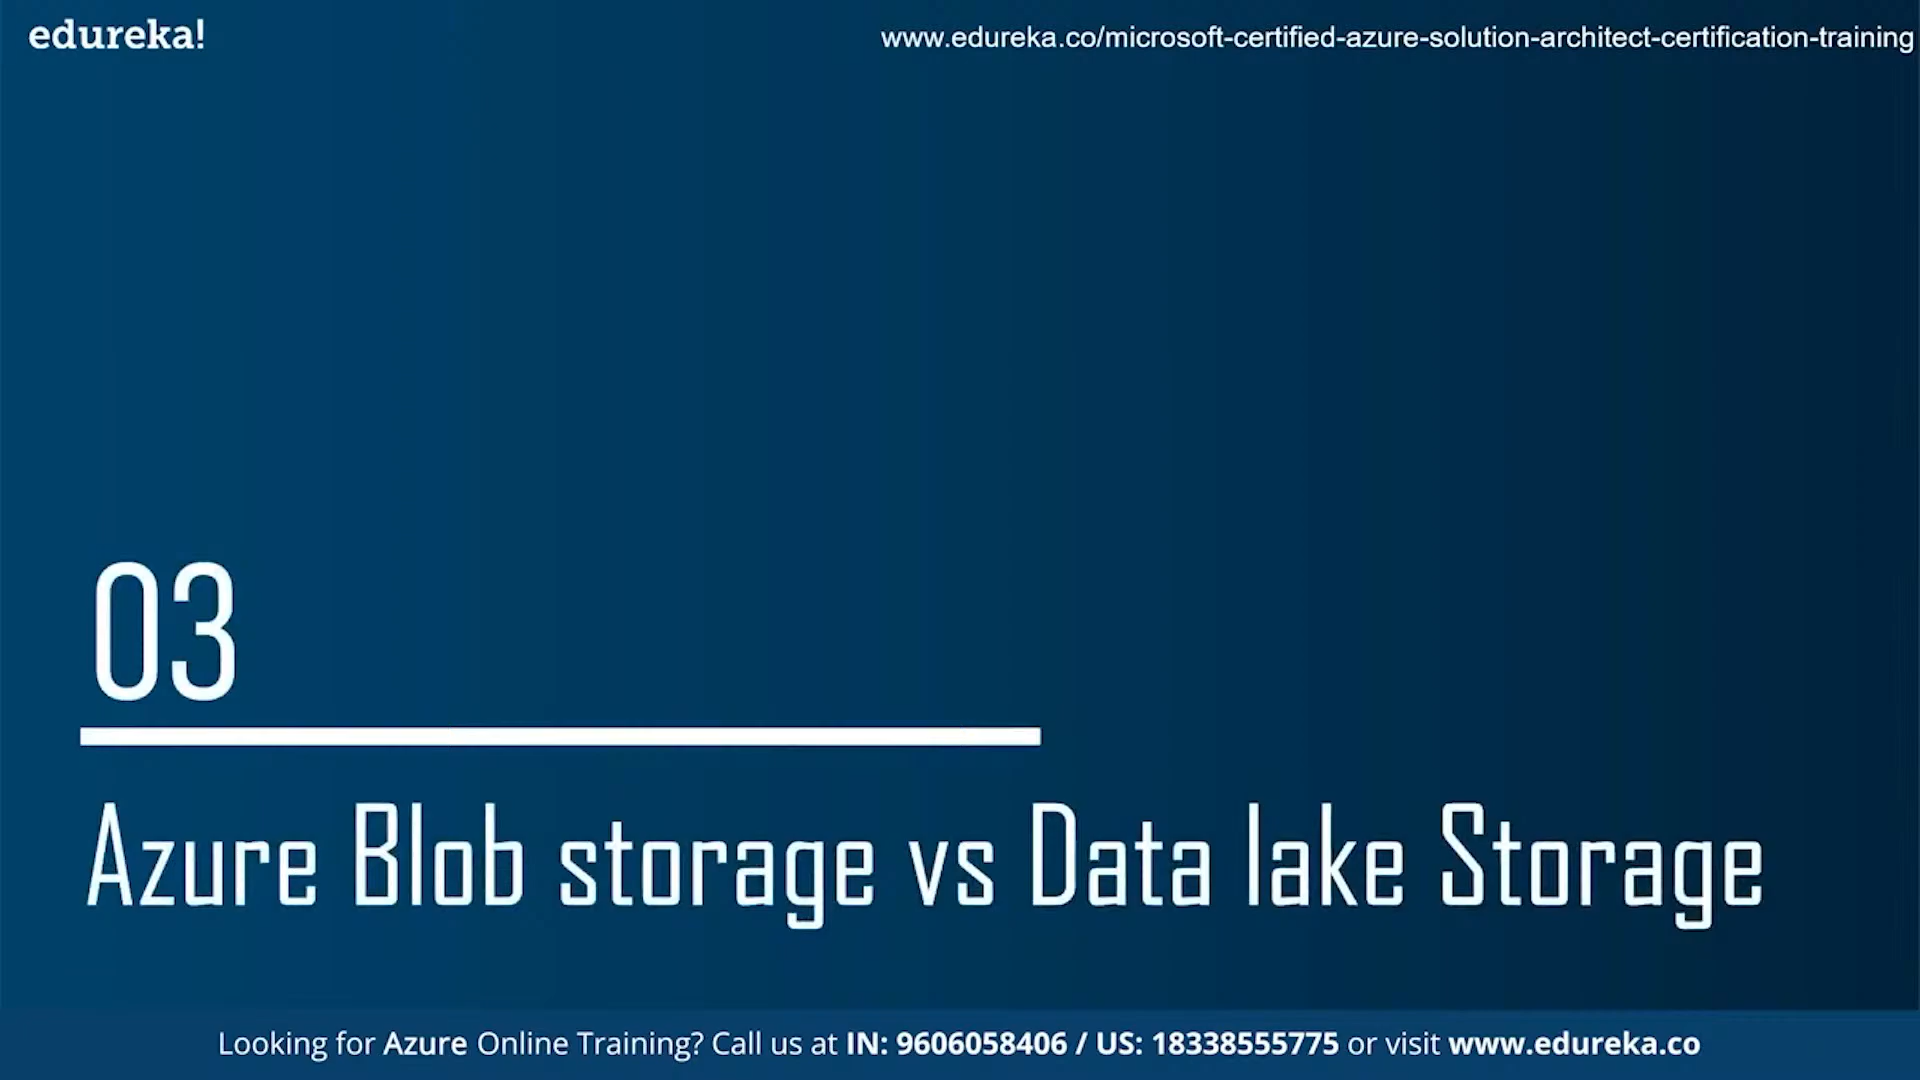 edureka!
www.edureka.co/microsoft-certified-azure-solution-architect-certification-training
03
Azure Blob storage vs Data lake Storage
Looking for Azure Online Training? Call us at IN: 9606058406 / US: 18338555775 or visit www.edureka.co